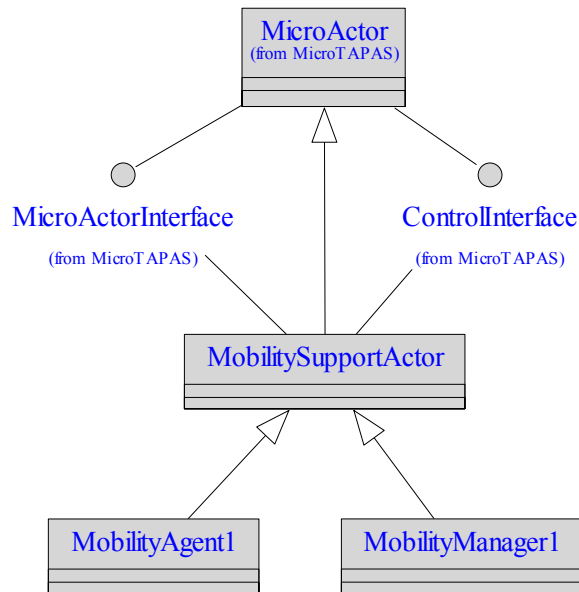 MicroActor
(from MicroTAPAS)
MicroActorInterface
(from MicroTAPAS)
ControlInterface
(from MicroTAPAS)
MobilitySupportActor
MobilityAgent1
MobilityManager1